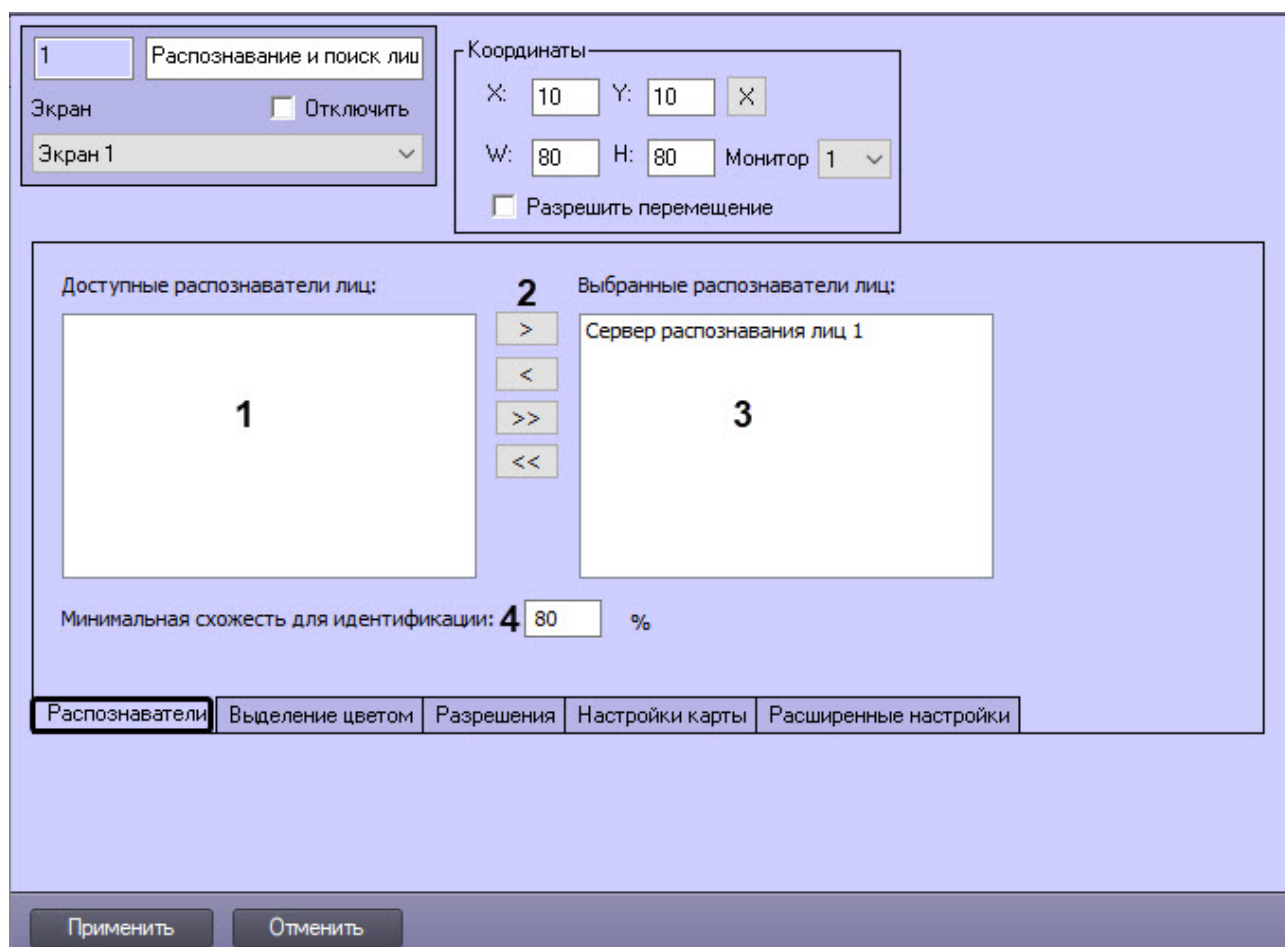 1 Распознавание и поиск лиц
Экран Отключить
Экран 1
Координаты
X: 10 Y: 10 X
W: 80 H: 80 Монитор 1
Разрешить перемещение
Доступные распознаватели лиц: 2 Выбранные распознаватели лиц:
>
Сервер распознавания лиц 1
<
1 >> 3
<<
Минимальная схожесть для идентификации: 4 80 %
Распознаватели Выделение цветом Разрешения Настройки карты Расширенные настройки
Применить Отменить